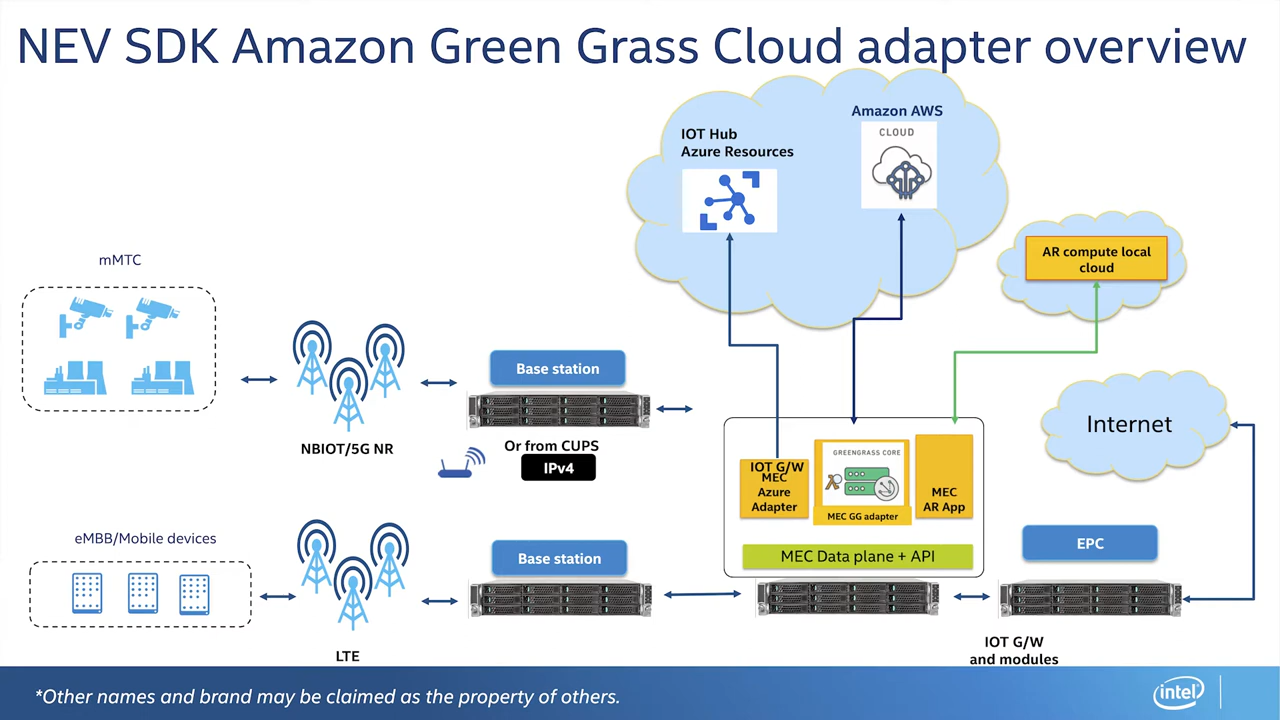 NEV SDK Amazon Green Grass Cloud adapter overview
Amazon AWS
CLOUD
IOT Hub
Azure Resources
AR compute local
cloud
mMTC
Base station
NBIOT/5G NR
Or from CUPS
IPv4
Internet
IOT G/W
MEC
Azure
Adapter
GREENGRASS CORE
MEC GG adapter
MEC
AR App
MEC Data plane + API
eMBB/Mobile devices
Base station
EPC
LTE
IOT G/W
and modules
*Other names and brand may be claimed as the property of others.
intel